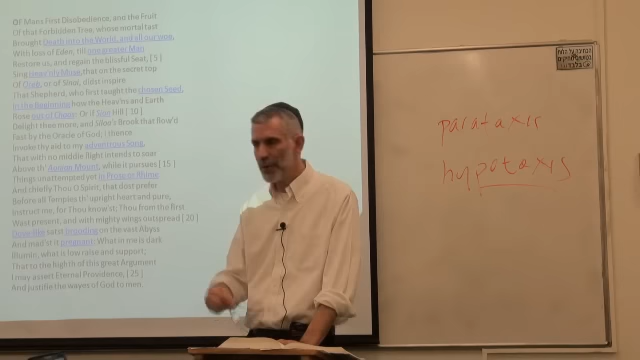 OF Mans First Disobedience, and the Fruit
Of that Forbidden Tree, whose mortal tast
Brought Death into the World, and all our woe,
With loss of Eden, till one greater Man
Restore us, and regain the blissful Seat, [ 5 ]
Sing Heav'nly Muse, that on the secret top
Of Oreb, or of Sinai, didst inspire
That Shepherd, who first taught the chosen Seed,
In the Beginning how the Heav'ns and Earth
Rose out of Chaos: Or if Sion Hill [ 10 ]
Delight thee more, and Siloa's Brook that flow'd
Fast by the Oracle of God; I thence
Invoke thy aid to my adventrous Song,
That with no middle flight intends to soar
Above th' Aonian Mount, while it pursues [ 15 ]
Things unattempted yet in Prose or Rhime.
And chiefly Thou O Spirit, that dost prefer
Before all Temples th' upright heart and pure,
Instruct me, for Thou know'st; Thou from the first
Wast present, and with mighty wings outspread [ 20 ]
Dove-like satst brooding on the vast Abyss
And mad'st it pregnant: What in me is dark
Illumin, what is low raise and support;
That to the highth of this great Argument
I may assert Eternal Providence, [ 25 ]
And justifie the wayes of God to men.
parataxis
hypotaxis